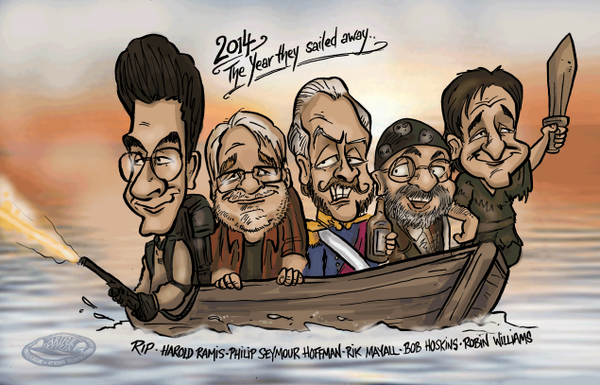 2014
The Year they sailed away..
RIP · HAROLD RAMIS - PHILIP SEYMOUR HOFFMAN - RIK MAYALL - BOB HOSKINS · ROBIN WILLIAMS